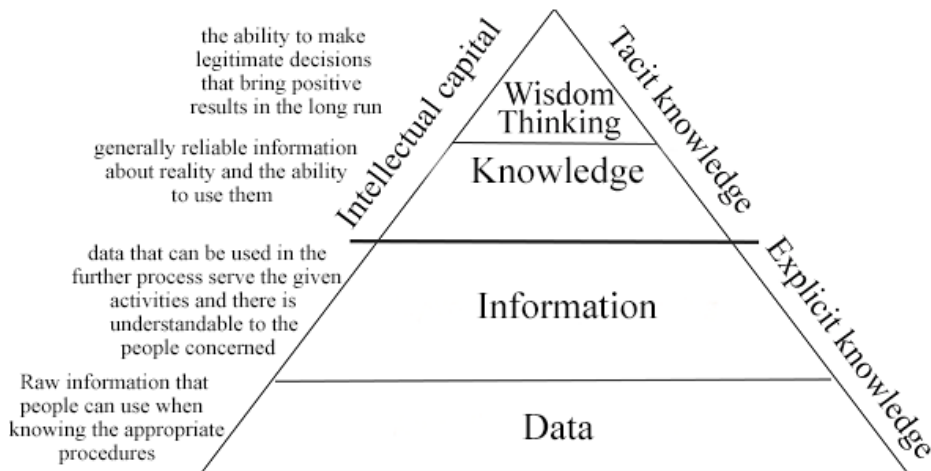 the ability to make
legitimate decisions
that bring positive
results in the long run
Intellectual capital
Tacit knowledge
Wisdom
Thinking
generally reliable information
about reality and the ability
to use them
Knowledge
data that can be used in the
further process serve the given
activities and there is
understandable to the
people concerned
Information
Explicit knowledge
Raw information that
people can use when
knowing the appropriate
procedures
Data